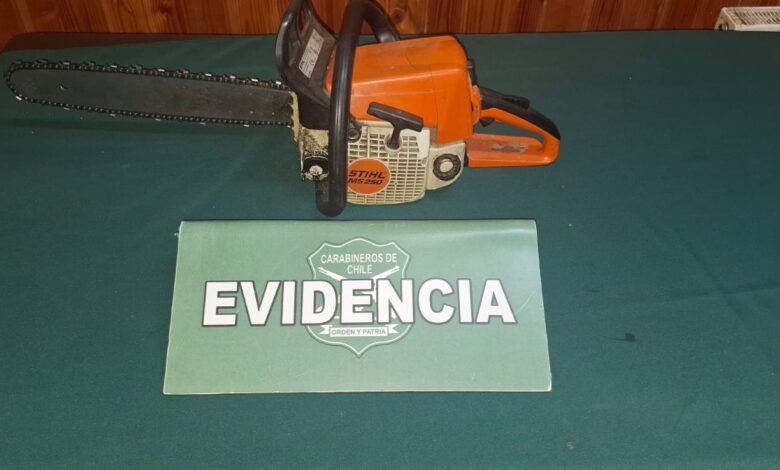 STIHL
MS 250
CARABINEROS DE
CHILE
EVIDENCIA
ORDEN Y PATRIA